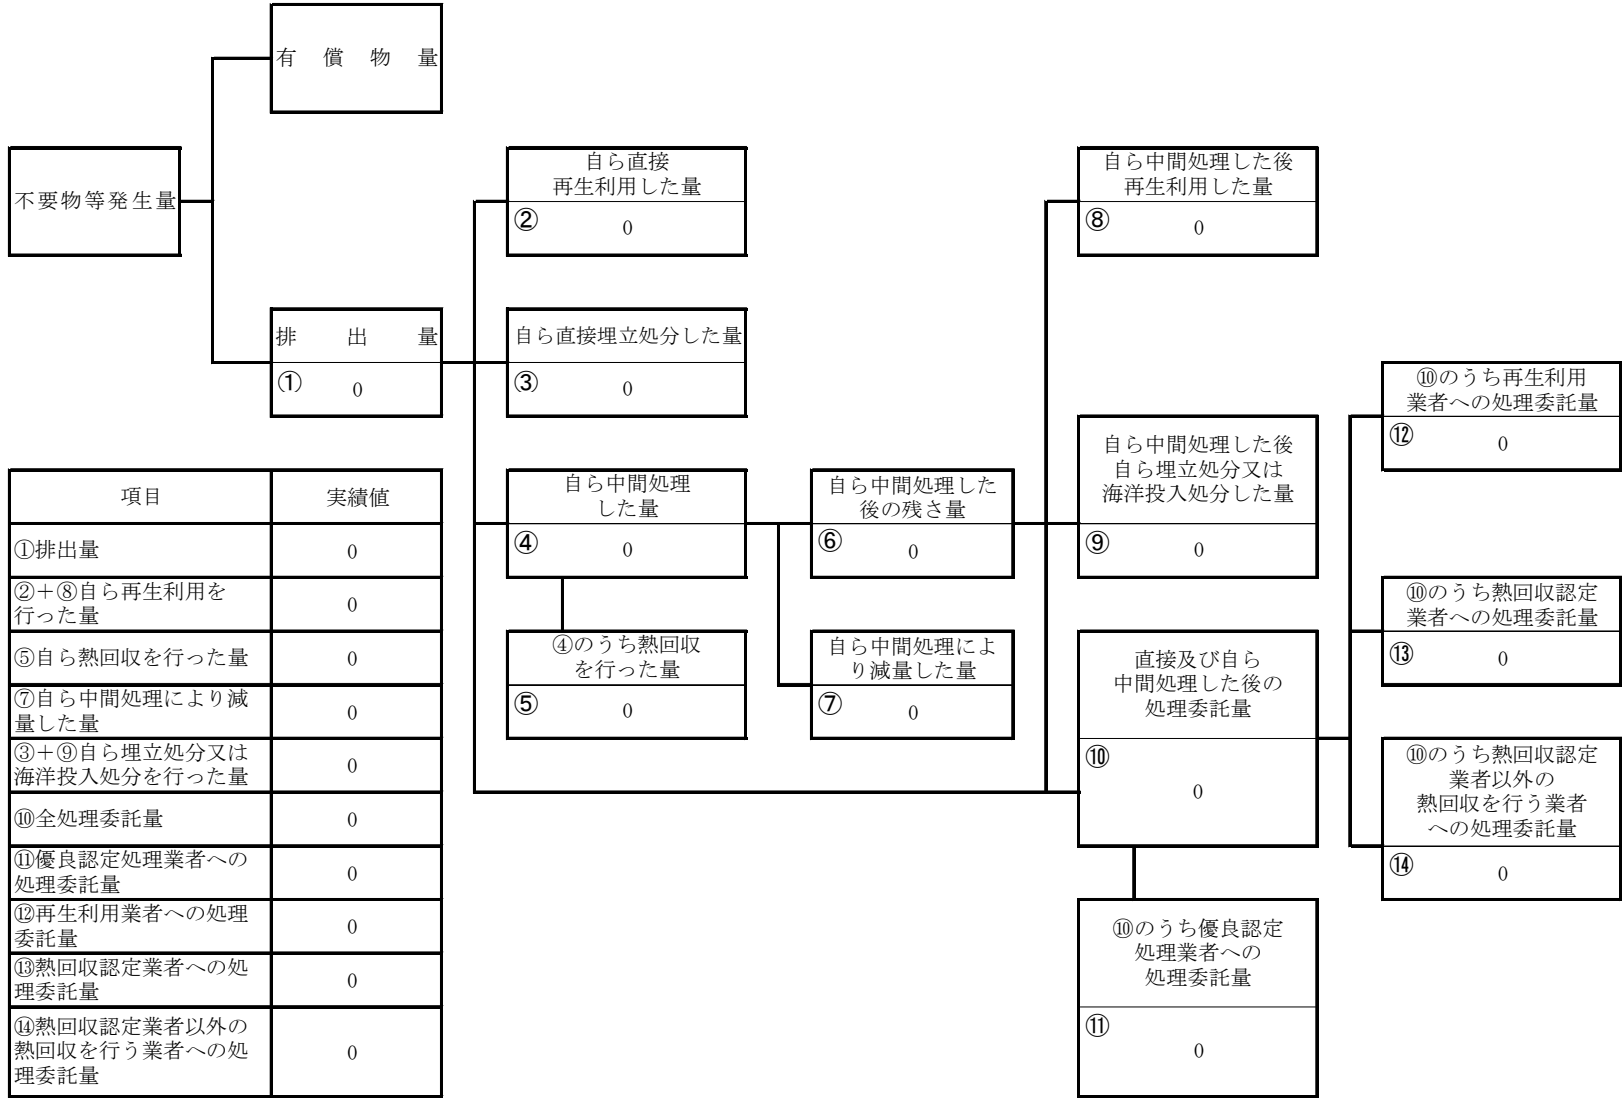 有償物量
不要物等発生量
排出量
① 0
自ら直接
再生利用した量
② 0
自ら直接埋立処分した量
③ 0
自ら中間処理
した量
④ 0
④のうち熱回収
を行った量
⑤ 0
自ら中間処理した
後の残さ量
⑥ 0
自ら中間処理によ
り減量した量
⑦ 0
自ら中間処理した後
再生利用した量
⑧ 0
自ら中間処理した後
自ら埋立処分又は
海洋投入処分した量
⑨ 0
直接及び自ら
中間処理した後の
処理委託量
⑩
0
⑩のうち優良認定
処理業者への
処理委託量
⑪
0
⑩のうち再生利用
業者への処理委託量
⑫ 0
⑩のうち熱回収認定
業者への処理委託量
⑬ 0
⑩のうち熱回収認定
業者以外の
熱回収を行う業者
への処理委託量
⑭ 0
項目 実績値
①排出量 0
②＋⑧自ら再生利用を
行った量 0
⑤自ら熱回収を行った量 0
⑦自ら中間処理により減
量した量 0
③＋⑨自ら埋立処分又は
海洋投入処分を行った量 0
⑩全処理委託量 0
⑪優良認定処理業者への
処理委託量 0
⑫再生利用業者への処理
委託量 0
⑬熱回収認定業者への処
理委託量 0
⑭熱回収認定業者以外の
熱回収を行う業者への処
理委託量 0